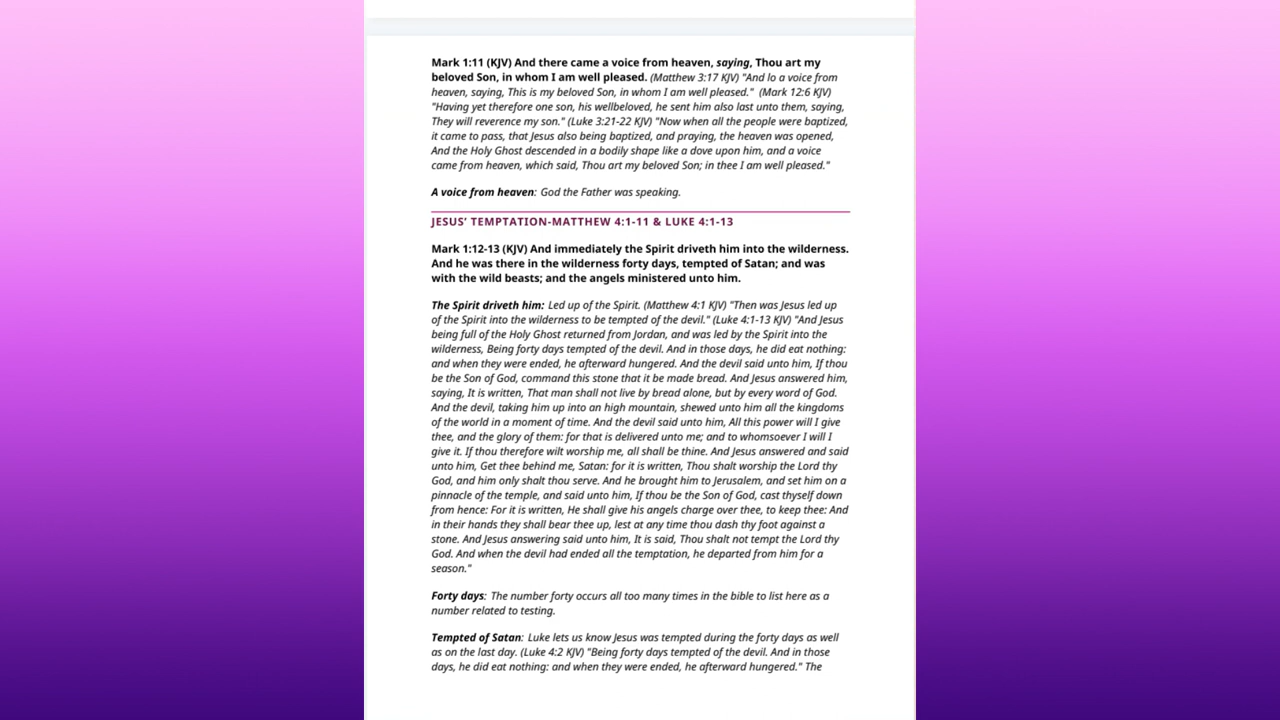 Mark 1:11 (KJV) And there came a voice from heaven, saying, Thou art my
beloved Son, in whom I am well pleased. (Matthew 3:17 KJV) "And lo a voice from
heaven, saying, This is my beloved Son, in whom I am well pleased."  (Mark 12:6 KJV)
"Having yet therefore one son, his wellbeloved, he sent him also last unto them, saying,
They will reverence my son." (Luke 3:21-22 KJV) "Now when all the people were baptized,
it came to pass, that Jesus also being baptized, and praying, the heaven was opened,
And the Holy Ghost descended in a bodily shape like a dove upon him, and a voice
came from heaven, which said, Thou art my beloved Son; in thee I am well pleased."
A voice from heaven: God the Father was speaking.
JESUS' TEMPTATION-MATTHEW 4:1-11 & LUKE 4:1-13
Mark 1:12-13 (KJV) And immediately the Spirit driveth him into the wilderness.
And he was there in the wilderness forty days, tempted of Satan; and was
with the wild beasts; and the angels ministered unto him.
The Spirit driveth him: Led up of the Spirit. (Matthew 4:1 KJV) "Then was Jesus led up
of the Spirit into the wilderness to be tempted of the devil." (Luke 4:1-13 KJV) "And Jesus
being full of the Holy Ghost returned from Jordan, and was led by the Spirit into the
wilderness, Being forty days tempted of the devil. And in those days, he did eat nothing:
and when they were ended, he afterward hungered. And the devil said unto him, If thou
be the Son of God, command this stone that it be made bread. And Jesus answered him,
saying, It is written, That man shall not live by bread alone, but by every word of God.
And the devil, taking him up into an high mountain, shewed unto him all the kingdoms
of the world in a moment of time. And the devil said unto him, All this power will I give
thee, and the glory of them: for that is delivered unto me; and to whomsoever I will I
give it. If thou therefore wilt worship me, all shall be thine. And Jesus answered and said
unto him, Get thee behind me, Satan: for it is written, Thou shalt worship the Lord thy
God, and him only shalt thou serve. And he brought him to Jerusalem, and set him on a
pinnacle of the temple, and said unto him, If thou be the Son of God, cast thyself down
from hence: For it is written, He shall give his angels charge over thee, to keep thee: And
in their hands they shall bear thee up, lest at any time thou dash thy foot against a
stone. And Jesus answering said unto him, It is said, Thou shalt not tempt the Lord thy
God. And when the devil had ended all the temptation, he departed from him for a
season."
Forty days: The number forty occurs all too many times in the bible to list here as a
number related to testing.
Tempted of Satan: Luke lets us know Jesus was tempted during the forty days as well
as on the last day. (Luke 4:2 KJV) "Being forty days tempted of the devil. And in those
days, he did eat nothing: and when they were ended, he afterward hungered." The